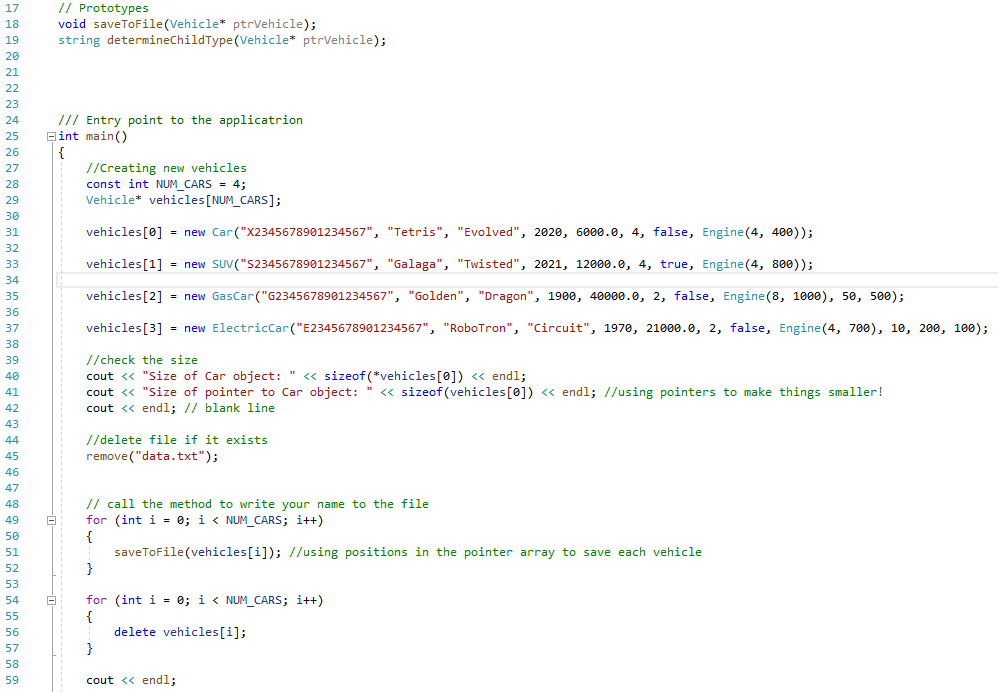 17 // Prototypes
18 void saveToFile(Vehicle* ptrVehicle);
19 string determineChildType(Vehicle* ptrVehicle);
20
21
22
23
24 /// Entry point to the applicatrion
25 int main()
26 {
27     //Creating new vehicles
28     const int NUM_CARS = 4;
29     Vehicle* vehicles[NUM_CARS];
30
31     vehicles[0] = new Car("X2345678901234567", "Tetris", "Evolved", 2020, 6000.0, 4, false, Engine(4, 400));
32
33     vehicles[1] = new SUV("S2345678901234567", "Galaga", "Twisted", 2021, 12000.0, 4, true, Engine(4, 800));
34
35     vehicles[2] = new GasCar("G2345678901234567", "Golden", "Dragon", 1900, 40000.0, 2, false, Engine(8, 1000), 50, 500);
36
37     vehicles[3] = new ElectricCar("E2345678901234567", "RoboTron", "Circuit", 1970, 21000.0, 2, false, Engine(4, 700), 10, 200, 100);
38
39     //check the size
40     cout << "Size of Car object: " << sizeof(*vehicles[0]) << endl;
41     cout << "Size of pointer to Car object: " << sizeof(vehicles[0]) << endl; //using pointers to make things smaller!
42     cout << endl; // blank line
43
44     //delete file if it exists
45     remove("data.txt");
46
47
48     // call the method to write your name to the file
49     for (int i = 0; i < NUM_CARS; i++)
50     {
51         saveToFile(vehicles[i]); //using positions in the pointer array to save each vehicle
52     }
53
54     for (int i = 0; i < NUM_CARS; i++)
55     {
56         delete vehicles[i];
57     }
58
59     cout << endl;